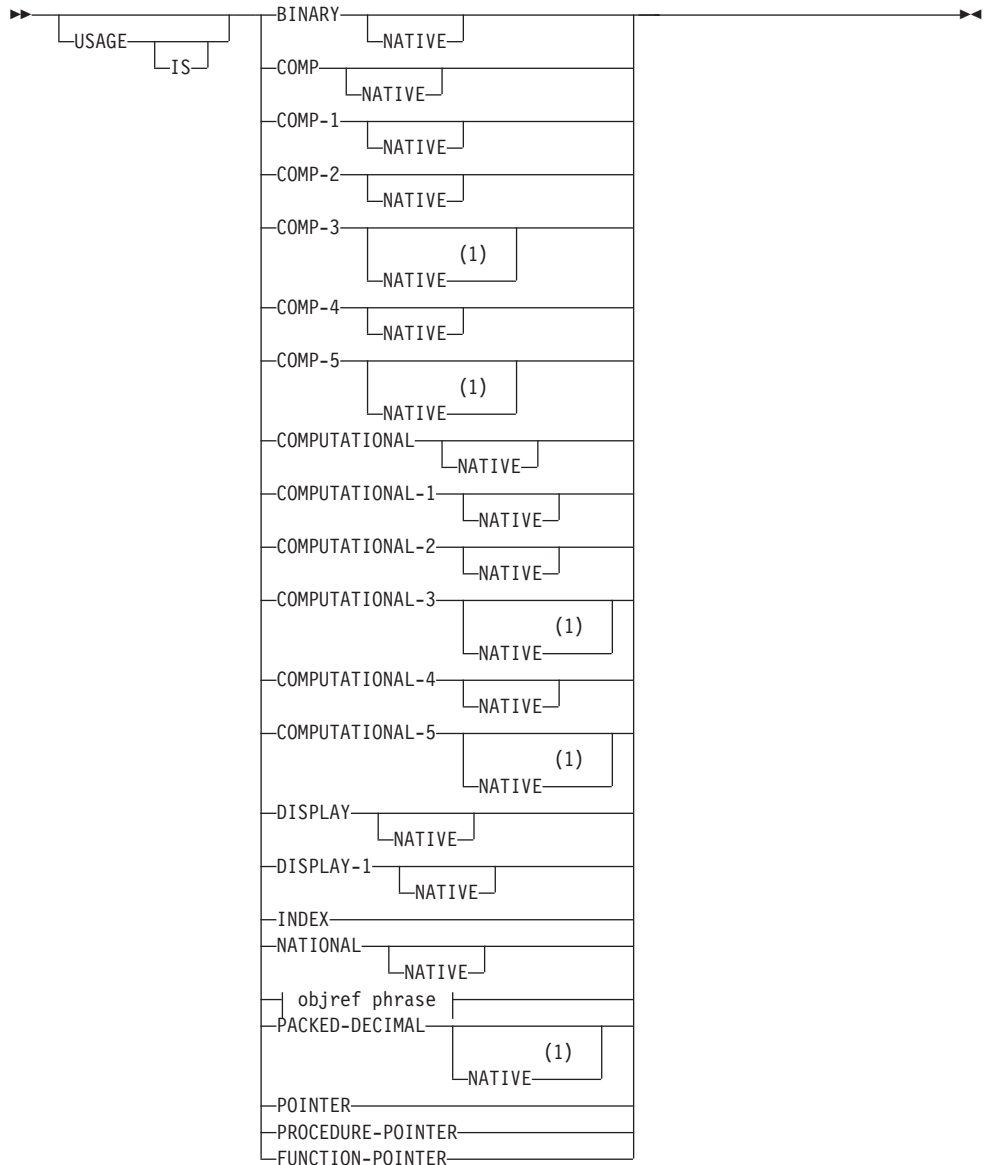 BINARY
USAGE NATIVE
IS COMP
NATIVE
COMP-1
NATIVE
COMP-2
NATIVE
COMP-3
(1)
NATIVE
COMP-4
NATIVE
COMP-5
(1)
NATIVE
COMPUTATIONAL
NATIVE
COMPUTATIONAL-1
NATIVE
COMPUTATIONAL-2
NATIVE
COMPUTATIONAL-3
(1)
NATIVE
COMPUTATIONAL-4
NATIVE
COMPUTATIONAL-5
(1)
NATIVE
DISPLAY
NATIVE
DISPLAY-1
NATIVE
INDEX
NATIONAL
NATIVE
objref phrase
PACKED-DECIMAL
(1)
NATIVE
POINTER
PROCEDURE-POINTER
FUNCTION-POINTER